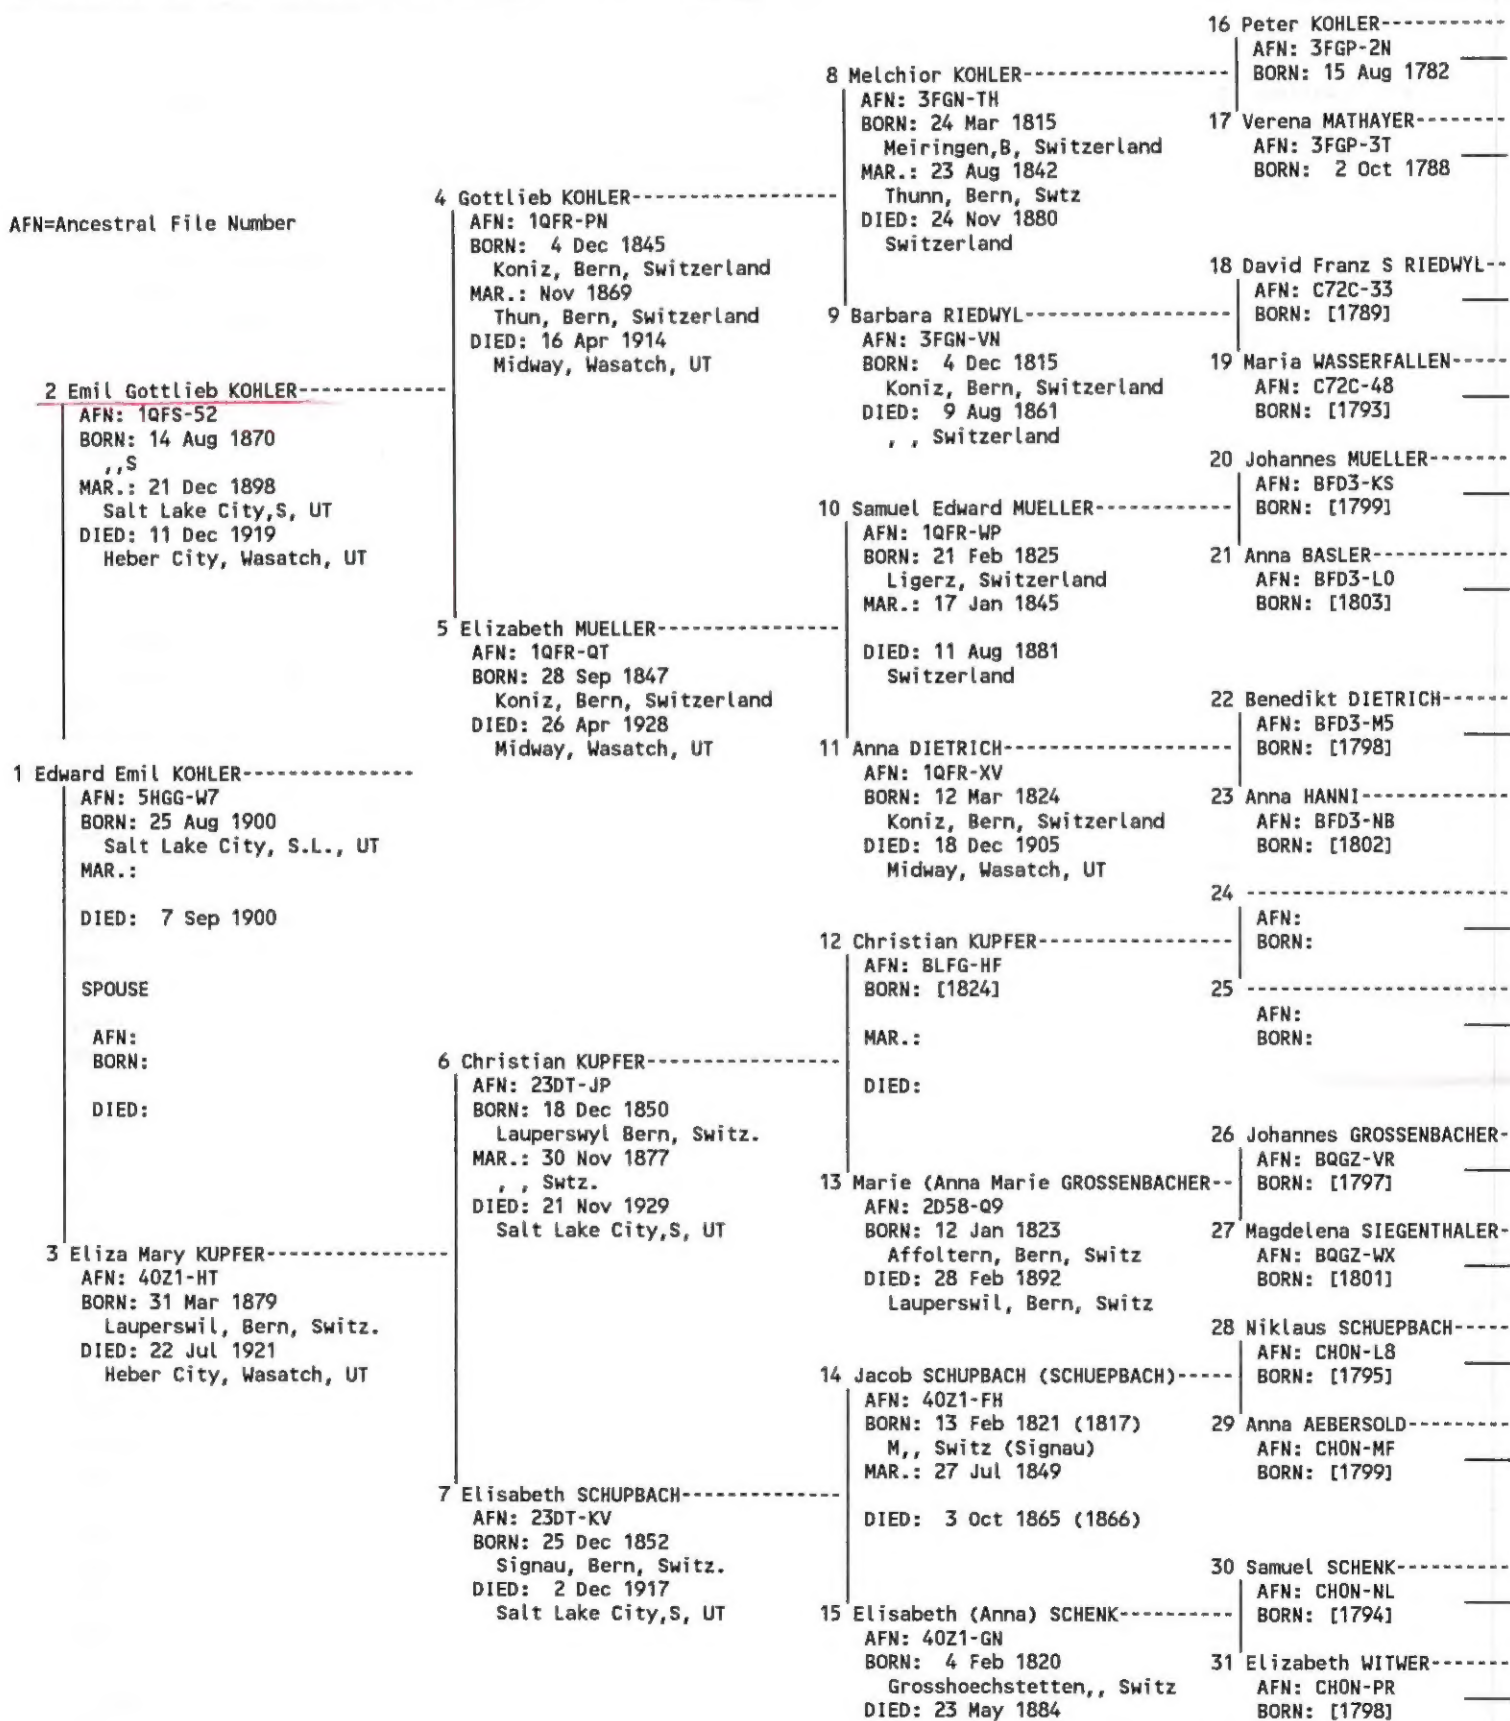 AFN=Ancestral File Number
1 Edward Emil KOHLER---------------
AFN: 5HGG-W7
BORN: 25 Aug 1900
Salt Lake City, S.L., UT
MAR.:
DIED:  7 Sep 1900
SPOUSE
AFN:
BORN:
DIED:
2 Emil Gottlieb KOHLER-------------
AFN: 1QFS-52
BORN: 14 Aug 1870
,,S
MAR.: 21 Dec 1898
Salt Lake City,S, UT
DIED: 11 Dec 1919
Heber City, Wasatch, UT
3 Eliza Mary KUPFER----------------
AFN: 40Z1-HT
BORN: 31 Mar 1879
Lauperswil, Bern, Switz.
DIED: 22 Jul 1921
Heber City, Wasatch, UT
4 Gottlieb KOHLER------------------
AFN: 1QFR-PN
BORN:  4 Dec 1845
Koniz, Bern, Switzerland
MAR.: Nov 1869
Thun, Bern, Switzerland
DIED: 16 Apr 1914
Midway, Wasatch, UT
5 Elizabeth MUELLER----------------
AFN: 1QFR-QT
BORN: 28 Sep 1847
Koniz, Bern, Switzerland
DIED: 26 Apr 1928
Midway, Wasatch, UT
6 Christian KUPFER-----------------
AFN: 23DT-JP
BORN: 18 Dec 1850
Lauperswyl Bern, Switz.
MAR.: 30 Nov 1877
, , Swtz.
DIED: 21 Nov 1929
Salt Lake City,S, UT
7 Elisabeth SCHUPBACH--------------
AFN: 23DT-KV
BORN: 25 Dec 1852
Signau, Bern, Switz.
DIED:  2 Dec 1917
Salt Lake City,S, UT
8 Melchior KOHLER------------------
AFN: 3FGN-TH
BORN: 24 Mar 1815
Meiringen,B, Switzerland
MAR.: 23 Aug 1842
Thunn, Bern, Swtz
DIED: 24 Nov 1880
Switzerland
9 Barbara RIEDWYL------------------
AFN: 3FGN-VN
BORN:  4 Dec 1815
Koniz, Bern, Switzerland
DIED:  9 Aug 1861
, , Switzerland
10 Samuel Edward MUELLER------------
AFN: 1QFR-WP
BORN: 21 Feb 1825
Ligerz, Switzerland
MAR.: 17 Jan 1845
DIED: 11 Aug 1881
Switzerland
11 Anna DIETRICH--------------------
AFN: 1QFR-XV
BORN: 12 Mar 1824
Koniz, Bern, Switzerland
DIED: 18 Dec 1905
Midway, Wasatch, UT
12 Christian KUPFER-----------------
AFN: BLFG-HF
BORN: [1824]
MAR.:
DIED:
13 Marie (Anna Marie GROSSENBACHER--
AFN: 2D58-Q9
BORN: 12 Jan 1823
Affoltern, Bern, Switz
DIED: 28 Feb 1892
Lauperswil, Bern, Switz
14 Jacob SCHUPBACH (SCHUEPBACH)-----
AFN: 40Z1-FH
BORN: 13 Feb 1821 (1817)
M,, Switz (Signau)
MAR.: 27 Jul 1849
DIED:  3 Oct 1865 (1866)
15 Elisabeth (Anna) SCHENK----------
AFN: 40Z1-GN
BORN:  4 Feb 1820
Grosshoechstetten,, Switz
DIED: 23 May 1884
16 Peter KOHLER-----------
AFN: 3FGP-2N
BORN: 15 Aug 1782
17 Verena MATHAYER--------
AFN: 3FGP-3T
BORN:  2 Oct 1788
18 David Franz S RIEDWYL--
AFN: C72C-33
BORN: [1789]
19 Maria WASSERFALLEN-----
AFN: C72C-48
BORN: [1793]
20 Johannes MUELLER-------
AFN: BFD3-KS
BORN: [1799]
21 Anna BASLER------------
AFN: BFD3-L0
BORN: [1803]
22 Benedikt DIETRICH------
AFN: BFD3-M5
BORN: [1798]
23 Anna HANNI-------------
AFN: BFD3-NB
BORN: [1802]
24 -----------------------
AFN:
BORN:
25 -----------------------
AFN:
BORN:
26 Johannes GROSSENBACHER-
AFN: BQGZ-VR
BORN: [1797]
27 Magdelena SIEGENTHALER-
AFN: BQGZ-WX
BORN: [1801]
28 Niklaus SCHUEPBACH-----
AFN: CH0N-L8
BORN: [1795]
29 Anna AEBERSOLD---------
AFN: CH0N-MF
BORN: [1799]
30 Samuel SCHENK----------
AFN: CH0N-NL
BORN: [1794]
31 Elizabeth WITWER-------
AFN: CH0N-PR
BORN: [1798]